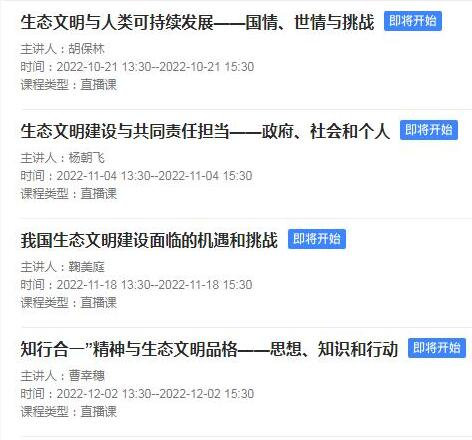 生态文明与人类可持续发展——国情、世情与挑战 即将开始
主讲人：胡保林
时间：2022-10-21 13:30--2022-10-21 15:30
课程类型：直播课
生态文明建设与共同责任担当——政府、社会和个人 即将开始
主讲人：杨朝飞
时间：2022-11-04 13:30--2022-11-04 15:30
课程类型：直播课
我国生态文明建设面临的机遇和挑战 即将开始
主讲人：鞠美庭
时间：2022-11-18 13:30--2022-11-18 15:30
课程类型：直播课
知行合一”精神与生态文明品格——思想、知识和行动 即将开始
主讲人：曹幸穗
时间：2022-12-02 13:30--2022-12-02 15:30
课程类型：直播课